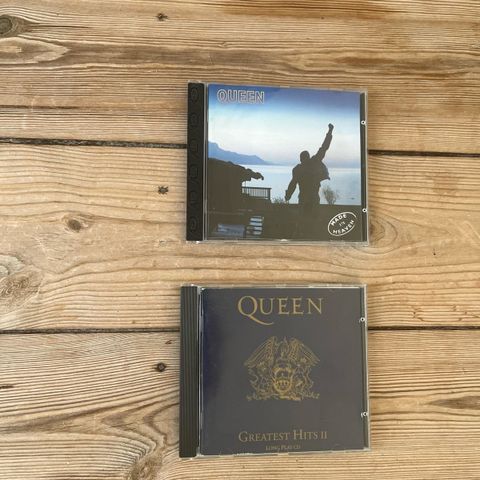 QUEEN
MADE
IN
HEAVEN
QUEEN
GREATEST HITS II
LONG PLAY CD